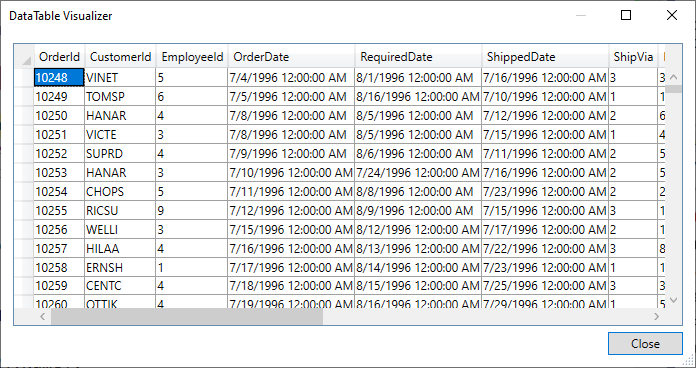 DataTable Visualizer
OrderId CustomerId EmployeeId OrderDate RequiredDate ShippedDate ShipVia
10248 VINET 5 7/4/1996 12:00:00 AM 8/1/1996 12:00:00 AM 7/16/1996 12:00:00 AM 3 3
10249 TOMSP 6 7/5/1996 12:00:00 AM 8/16/1996 12:00:00 AM 7/10/1996 12:00:00 AM 1 1
10250 HANAR 4 7/8/1996 12:00:00 AM 8/5/1996 12:00:00 AM 7/12/1996 12:00:00 AM 2 6
10251 VICTE 3 7/8/1996 12:00:00 AM 8/5/1996 12:00:00 AM 7/15/1996 12:00:00 AM 1 4
10252 SUPRD 4 7/9/1996 12:00:00 AM 8/6/1996 12:00:00 AM 7/11/1996 12:00:00 AM 2 5
10253 HANAR 3 7/10/1996 12:00:00 AM 7/24/1996 12:00:00 AM 7/16/1996 12:00:00 AM 2 5
10254 CHOPS 5 7/11/1996 12:00:00 AM 8/8/1996 12:00:00 AM 7/23/1996 12:00:00 AM 2 2
10255 RICSU 9 7/12/1996 12:00:00 AM 8/9/1996 12:00:00 AM 7/15/1996 12:00:00 AM 3 1
10256 WELLI 3 7/15/1996 12:00:00 AM 8/12/1996 12:00:00 AM 7/17/1996 12:00:00 AM 2 1
10257 HILAA 4 7/16/1996 12:00:00 AM 8/13/1996 12:00:00 AM 7/22/1996 12:00:00 AM 3 8
10258 ERNSH 1 7/17/1996 12:00:00 AM 8/14/1996 12:00:00 AM 7/23/1996 12:00:00 AM 1 1
10259 CENTC 4 7/18/1996 12:00:00 AM 8/15/1996 12:00:00 AM 7/25/1996 12:00:00 AM 3 3
10260 OTTIK 4 7/19/1996 12:00:00 AM 8/16/1996 12:00:00 AM 7/29/1996 12:00:00 AM 1 5
Close